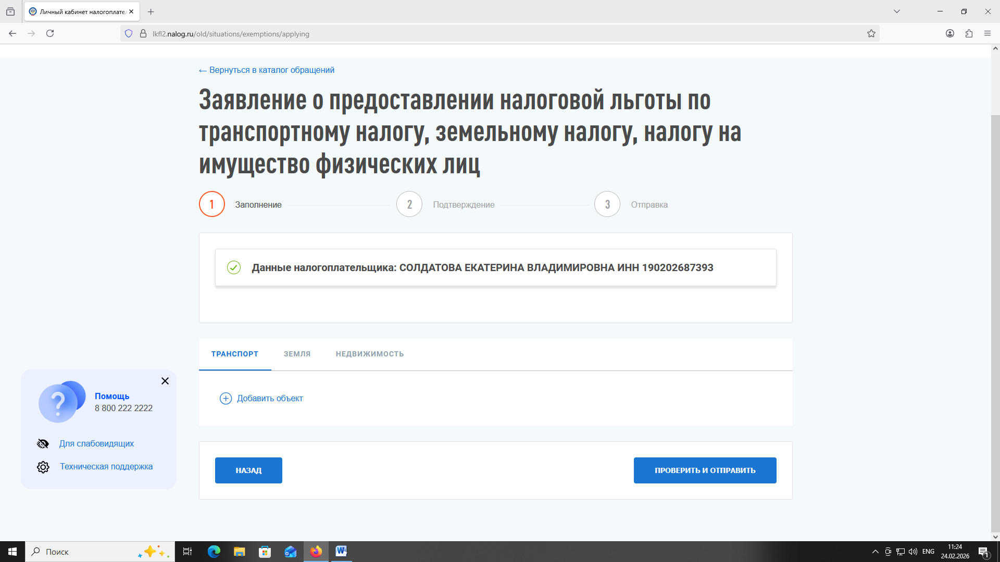 Личный кабинет налогоплате
lkfl2.nalog.ru/old/situations/exemptions/applying
← Вернуться в каталог обращений
Заявление о предоставлении налоговой льготы по
транспортному налогу, земельному налогу, налогу на
имущество физических лиц
1 Заполнение 2 Подтверждение 3 Отправка
Данные налогоплательщика: СОЛДАТОВА ЕКАТЕРИНА ВЛАДИМИРОВНА ИНН 190202687393
ТРАНСПОРТ ЗЕМЛЯ НЕДВИЖИМОСТЬ
Добавить объект
Помощь
8 800 222 2222
Для слабовидящих
Техническая поддержка
НАЗАД ПРОВЕРИТЬ И ОТПРАВИТЬ
Поиск
ENG
11:24
24.02.2026
1